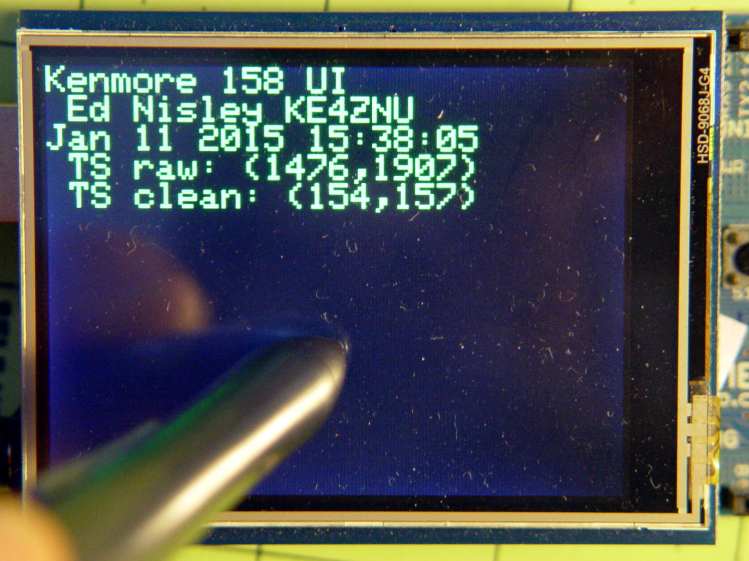 Kenmore 158 UI
Ed Nisley KE4ZNU
Jan 11 2015 15:38:05
TS raw: (1476,1907)
TS clean: (154,157)
HSD-9068J-G4